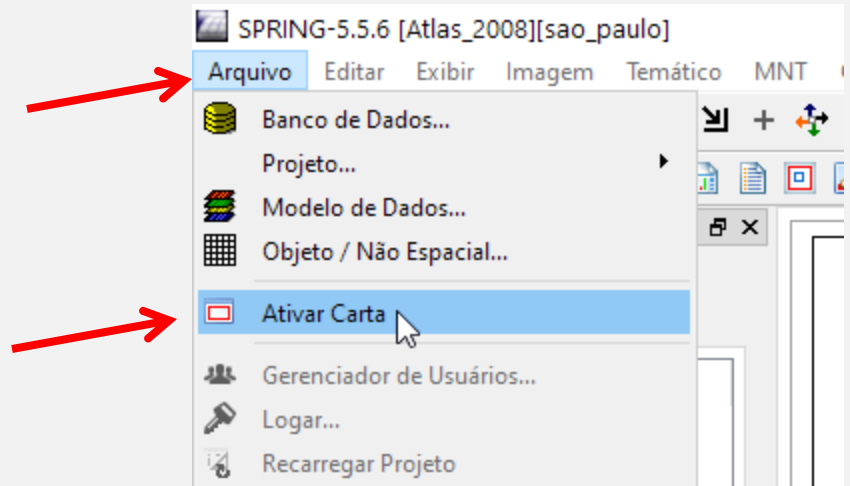 SPRING-5.5.6 [Atlas_2008][sao_paulo]
Arquivo Editar Exibir Imagem Temático MNT
Banco de Dados...
Projeto...
Modelo de Dados...
Objeto / Não Espacial...
Ativar Carta
Gerenciador de Usuários...
Logar...
Recarregar Projeto